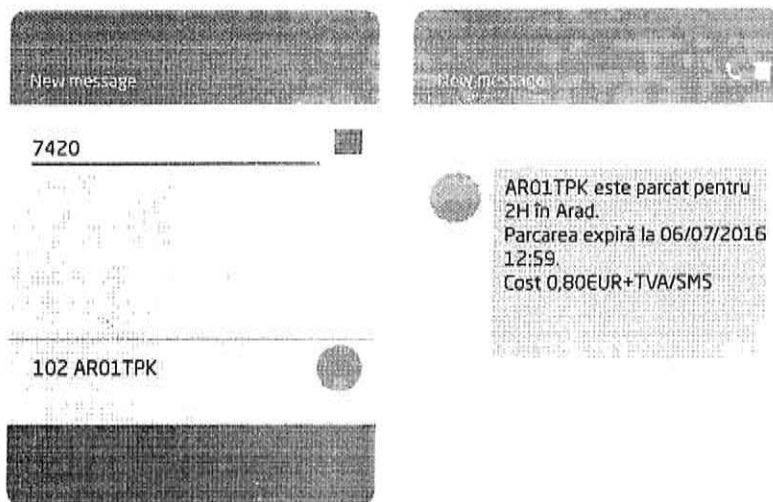 New message
7420
102 AR01TPK
New message
AR01TPK este parcat pentru
2H în Arad.
Parcarea expiră la 06/07/2016
12:59.
Cost 0,80EUR+TVA/SMS